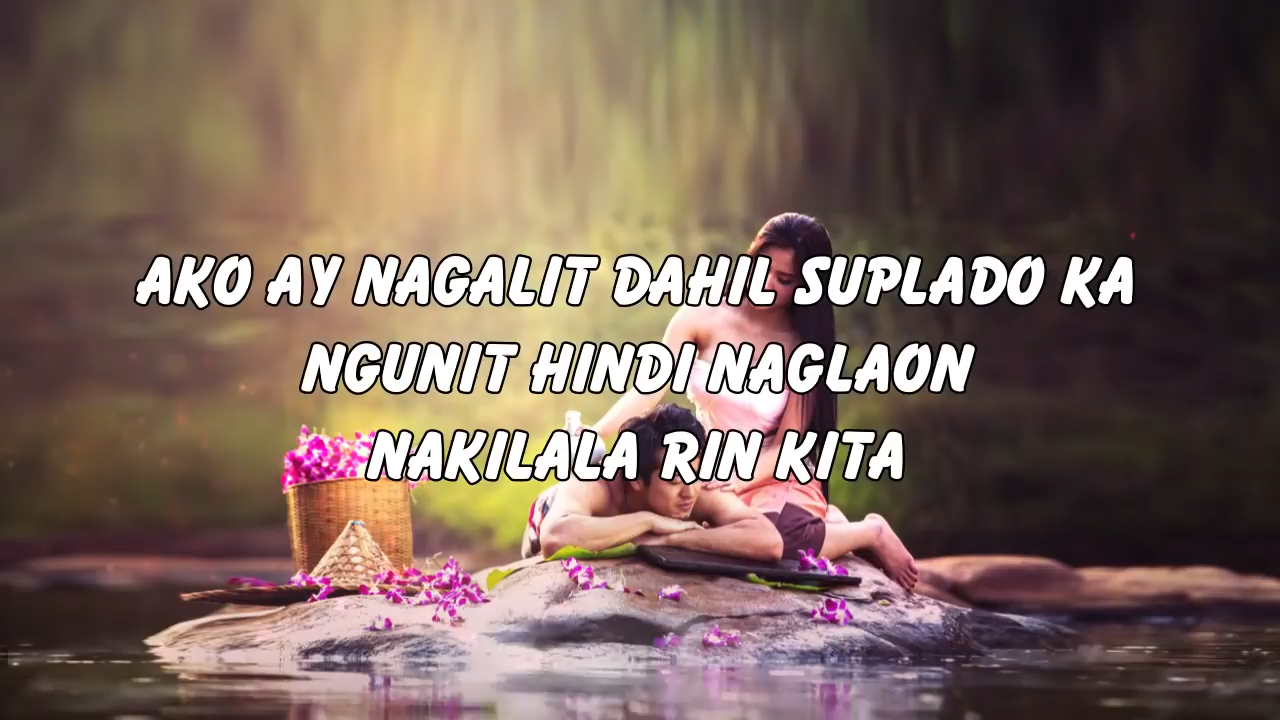 AKO AY NAGALIT DAHIL SUPLADO KA
NGUNIT HINDI NAGLAON
NAKILALA RIN KITA